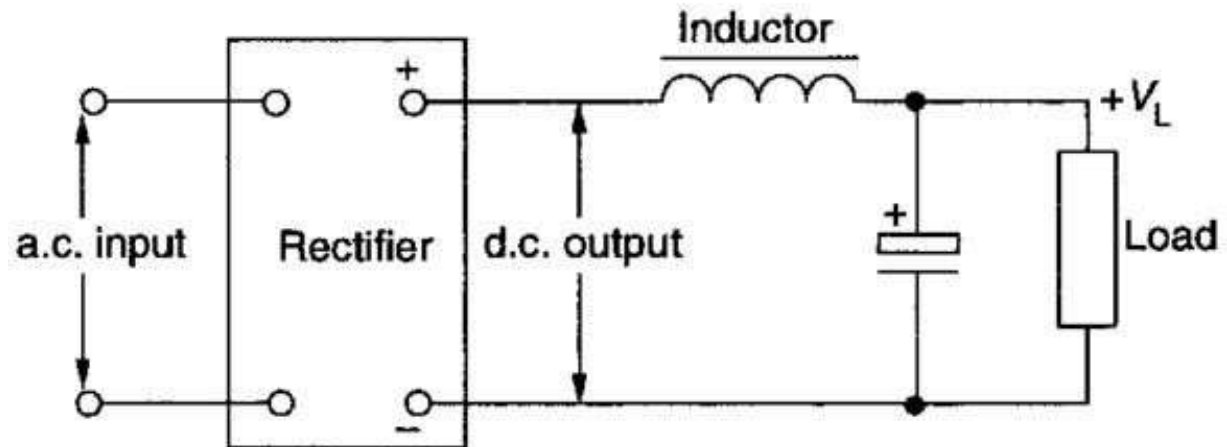 Inductor
+
+ V_L
a.c. input
Rectifier
d.c. output
+
Load
−